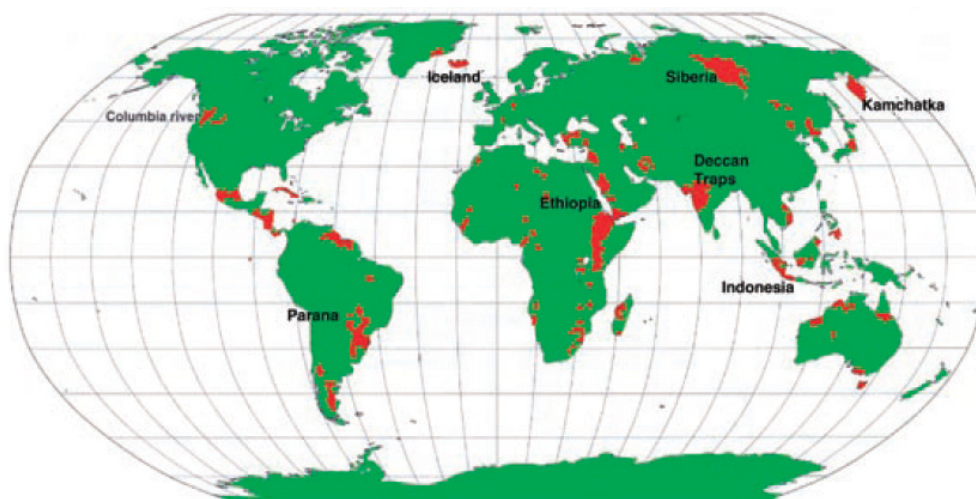 Iceland
Siberia
Kamchatka
Columbia river
Deccan
Traps
Ethiopia
Indonesia
Parana